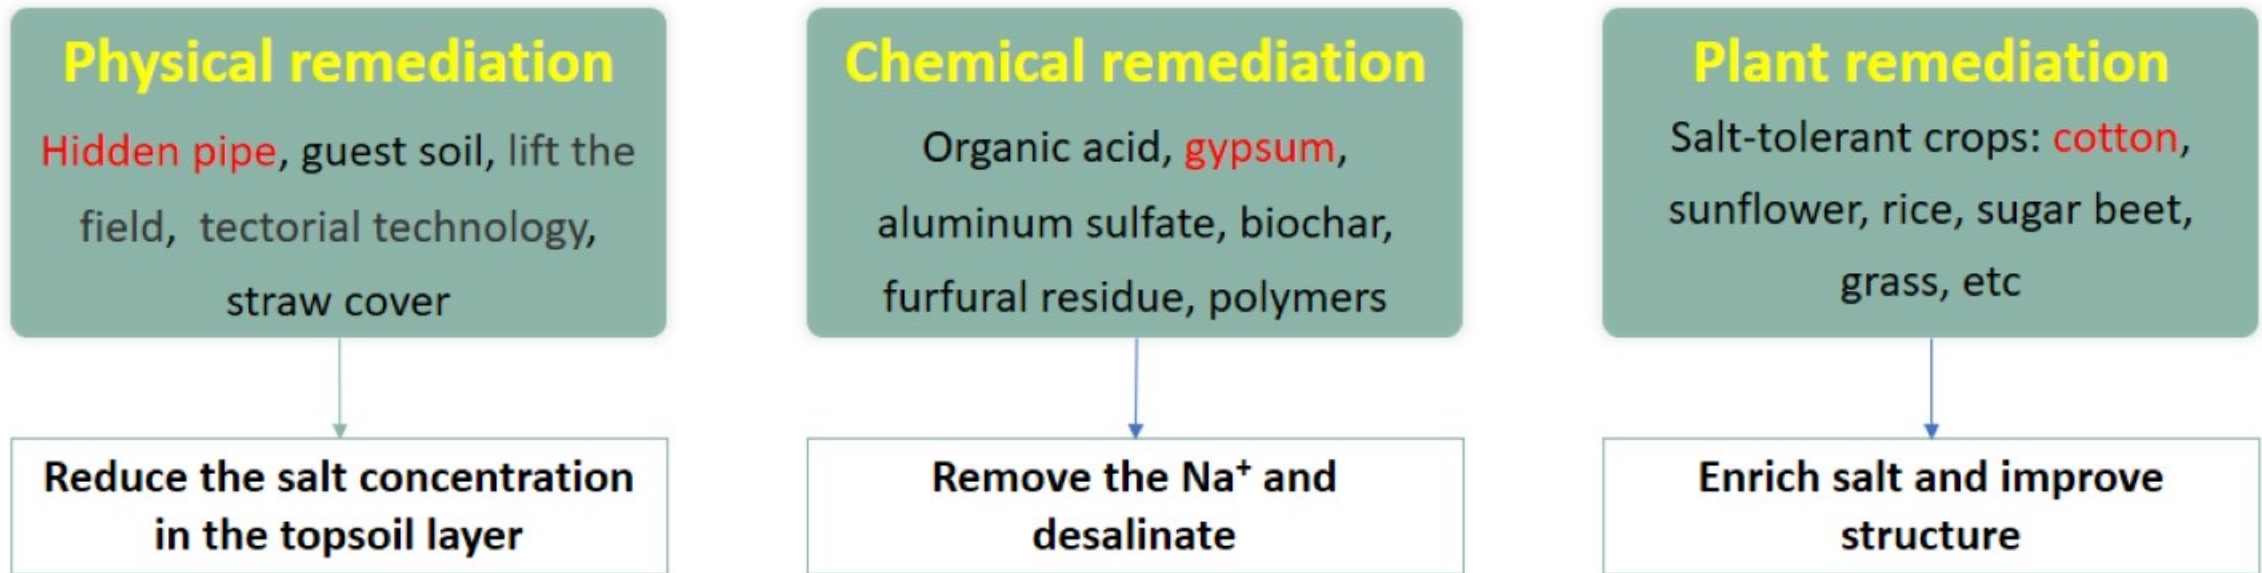 Physical remediation
Hidden pipe, guest soil, lift the
field, tectorial technology,
straw cover
Reduce the salt concentration
in the topsoil layer
Chemical remediation
Organic acid, gypsum,
aluminum sulfate, biochar,
furfural residue, polymers
Remove the Na⁺ and
desalinate
Plant remediation
Salt-tolerant crops: cotton,
sunflower, rice, sugar beet,
grass, etc
Enrich salt and improve
structure